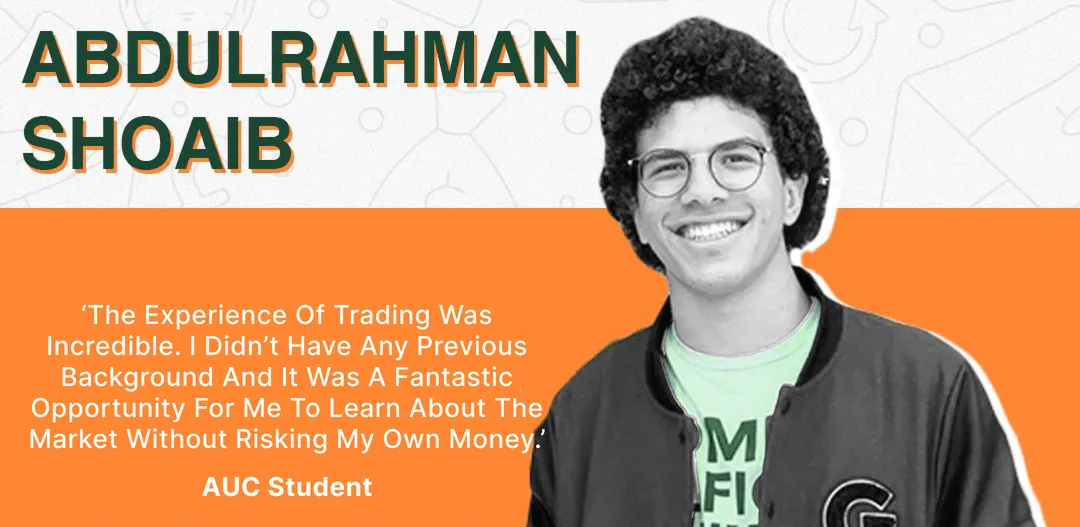 ABDULRAHMAN
SHOAIB
‘The Experience Of Trading Was
Incredible. I Didn’t Have Any Previous
Background And It Was A Fantastic
Opportunity For Me To Learn About The
Market Without Risking My Own Money.’
AUC Student
G